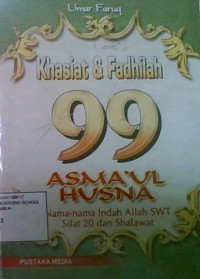 Umar Faruq
Khasiat & Fadhilah
99
ASMA'UL
HUSNA
Nama-nama Indah Allah SWT
Sifat 20 dan Shalawat
PUSTAKA MEDIA